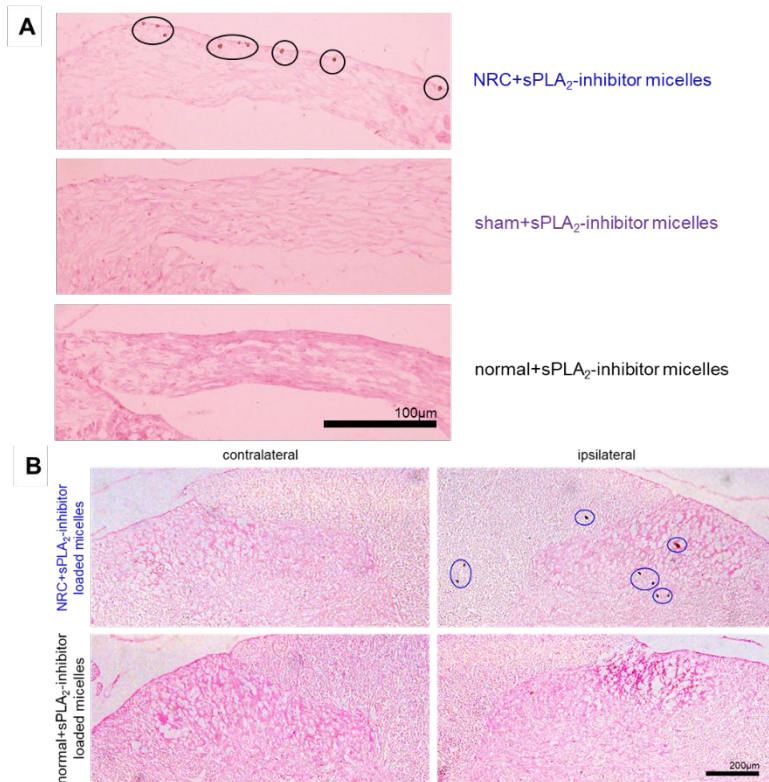 A
NRC+sPLA₂-inhibitor micelles
sham+sPLA₂-inhibitor micelles
normal+sPLA₂-inhibitor micelles
100μm
B
contralateral
ipsilateral
NRC+sPLA₂-inhibitor
loaded micelles
normal+sPLA₂-inhibitor
loaded micelles
200μm